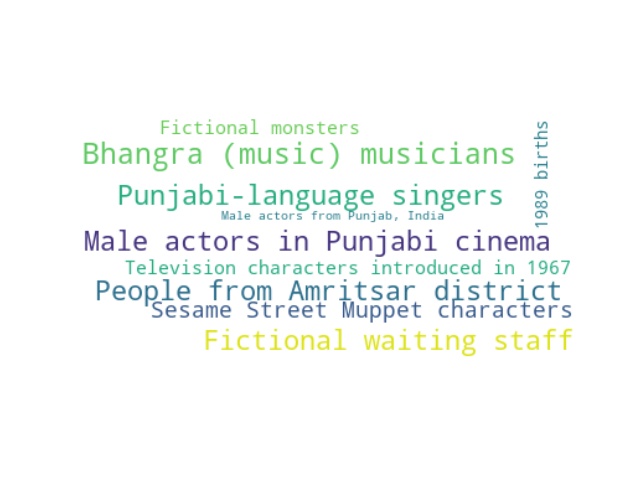 Fictional monsters
Bhangra (music) musicians
1989 births
Punjabi-language singers
Male actors from Punjab, India
Male actors in Punjabi cinema
Television characters introduced in 1967
People from Amritsar district
Sesame Street Muppet characters
Fictional waiting staff